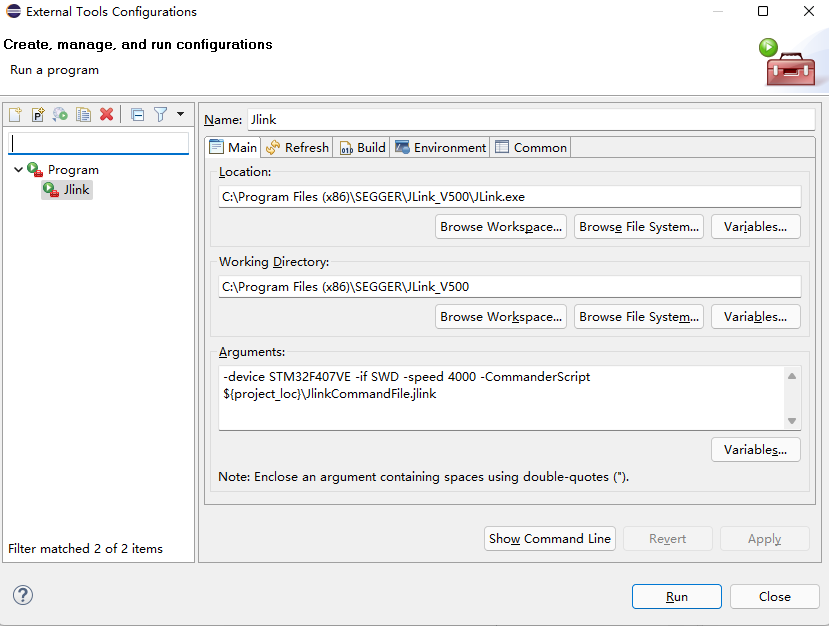 External Tools Configurations
Create, manage, and run configurations
Run a program
Name: Jlink
Main Refresh Build Environment Common
Program
Jlink
Location:
C:\Program Files (x86)\SEGGER\JLink_V500\JLink.exe
Browse Workspace... Browse File System... Variables...
Working Directory:
C:\Program Files (x86)\SEGGER\JLink_V500
Browse Workspace... Browse File System... Variables...
Arguments:
-device STM32F407VE -if SWD -speed 4000 -CommanderScript
${project_loc}\JlinkCommandFile.jlink
Variables...
Note: Enclose an argument containing spaces using double-quotes (").
Filter matched 2 of 2 items
Show Command Line Revert Apply
Run Close